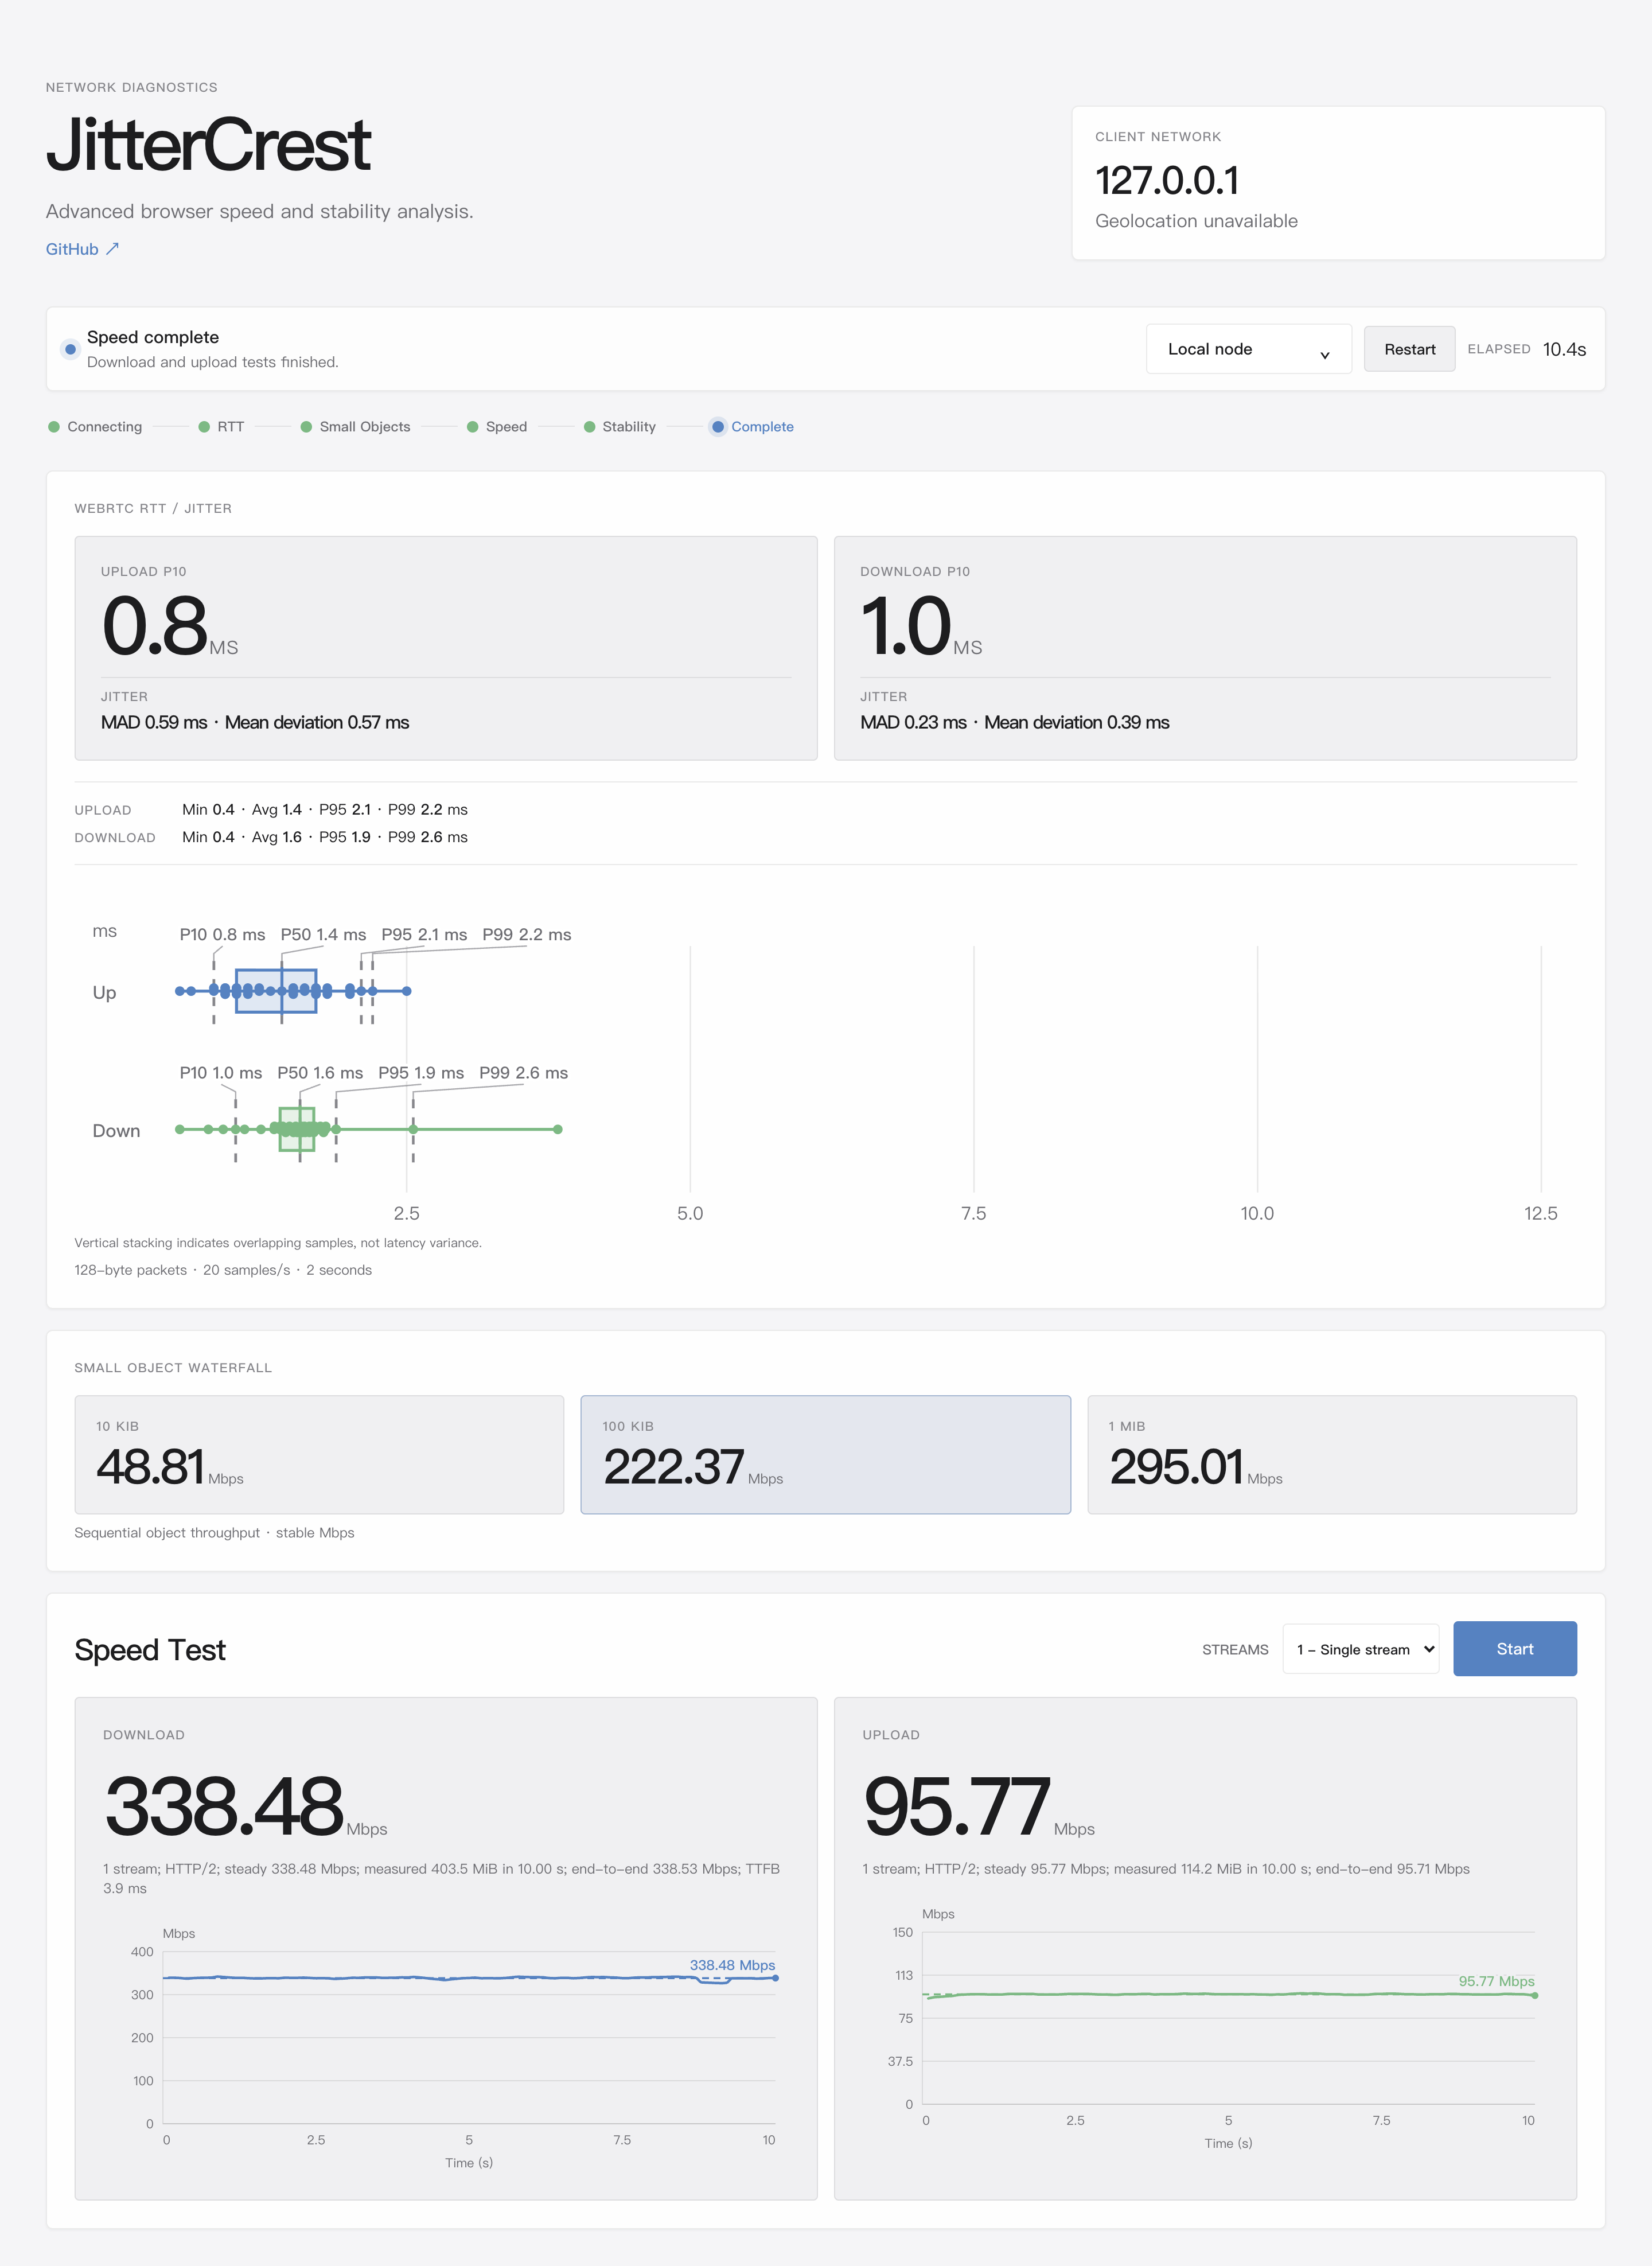 NETWORK DIAGNOSTICS
JitterCrest
Advanced browser speed and stability analysis.
GitHub ↗
CLIENT NETWORK
127.0.0.1
Geolocation unavailable
Speed complete
Download and upload tests finished.
Local node
Restart
ELAPSED 10.4s
Connecting RTT Small Objects Speed Stability Complete
WEBRTC RTT / JITTER
UPLOAD P10
0.8 MS
JITTER
MAD 0.59 ms · Mean deviation 0.57 ms
DOWNLOAD P10
1.0 MS
JITTER
MAD 0.23 ms · Mean deviation 0.39 ms
UPLOAD Min 0.4 · Avg 1.4 · P95 2.1 · P99 2.2 ms
DOWNLOAD Min 0.4 · Avg 1.6 · P95 1.9 · P99 2.6 ms
ms
P10 0.8 ms P50 1.4 ms P95 2.1 ms P99 2.2 ms
Up
P10 1.0 ms P50 1.6 ms P95 1.9 ms P99 2.6 ms
Down
2.5 5.0 7.5 10.0 12.5
Vertical stacking indicates overlapping samples, not latency variance.
128-byte packets · 20 samples/s · 2 seconds
SMALL OBJECT WATERFALL
10 KIB
48.81 Mbps
100 KIB
222.37 Mbps
1 MIB
295.01 Mbps
Sequential object throughput · stable Mbps
Speed Test
STREAMS
1 – Single stream
Start
DOWNLOAD
338.48 Mbps
1 stream; HTTP/2; steady 338.48 Mbps; measured 403.5 MiB in 10.00 s; end-to-end 338.53 Mbps; TTFB
3.9 ms
Mbps
400
338.48 Mbps
300
200
100
0
0 2.5 5 7.5 10
Time (s)
UPLOAD
95.77 Mbps
1 stream; HTTP/2; steady 95.77 Mbps; measured 114.2 MiB in 10.00 s; end-to-end 95.71 Mbps
Mbps
150
113
95.77 Mbps
75
37.5
0
0 2.5 5 7.5 10
Time (s)